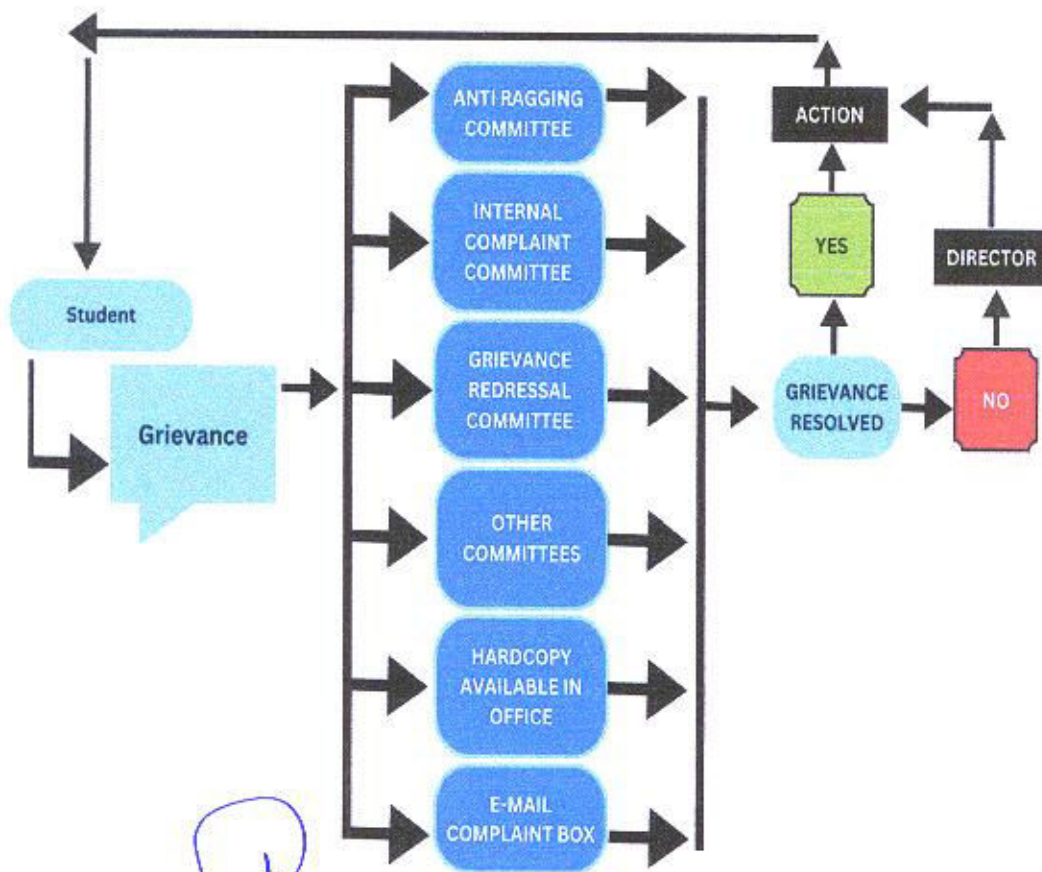 Student
Grievance
ANTI RAGGING
COMMITTEE
INTERNAL
COMPLAINT
COMMITTEE
GRIEVANCE
REDRESSAL
COMMITTEE
OTHER
COMMITTEES
HARDCOPY
AVAILABLE IN
OFFICE
E-MAIL
COMPLAINT BOX
GRIEVANCE
RESOLVED
YES
ACTION
NO
DIRECTOR